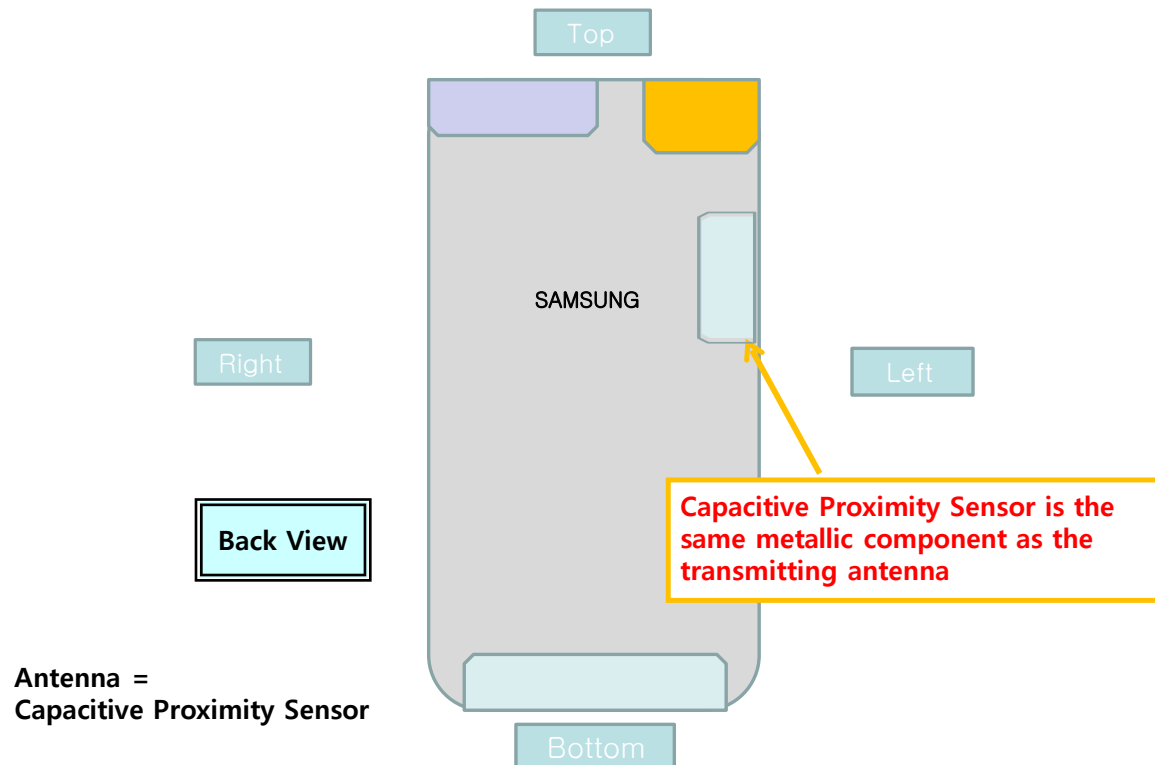 Top
SAMSUNG
Right
Left
Capacitive Proximity Sensor is the
same metallic component as the
transmitting antenna
Back View
Antenna =
Capacitive Proximity Sensor
Bottom